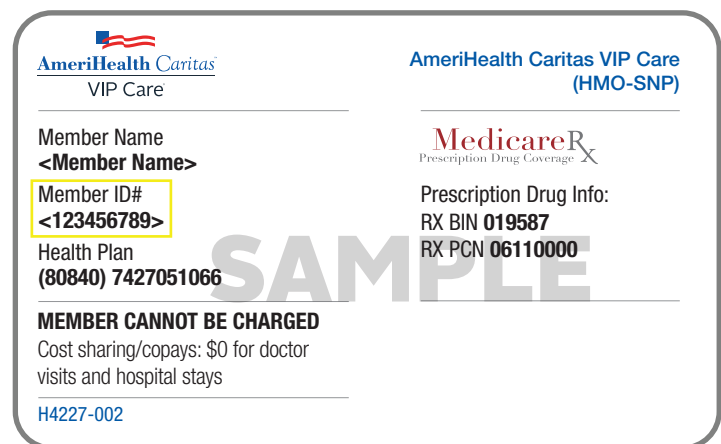 AmeriHealth Caritas
VIP Care
AmeriHealth Caritas VIP Care
(HMO-SNP)
Member Name
<Member Name>
Member ID#
<123456789>
Health Plan
(80840) 7427051066
MedicareRx
Prescription Drug Coverage
Prescription Drug Info:
RX BIN 019587
RX PCN 06110000
SAMPLE
MEMBER CANNOT BE CHARGED
Cost sharing/copays: $0 for doctor
visits and hospital stays
H4227-002